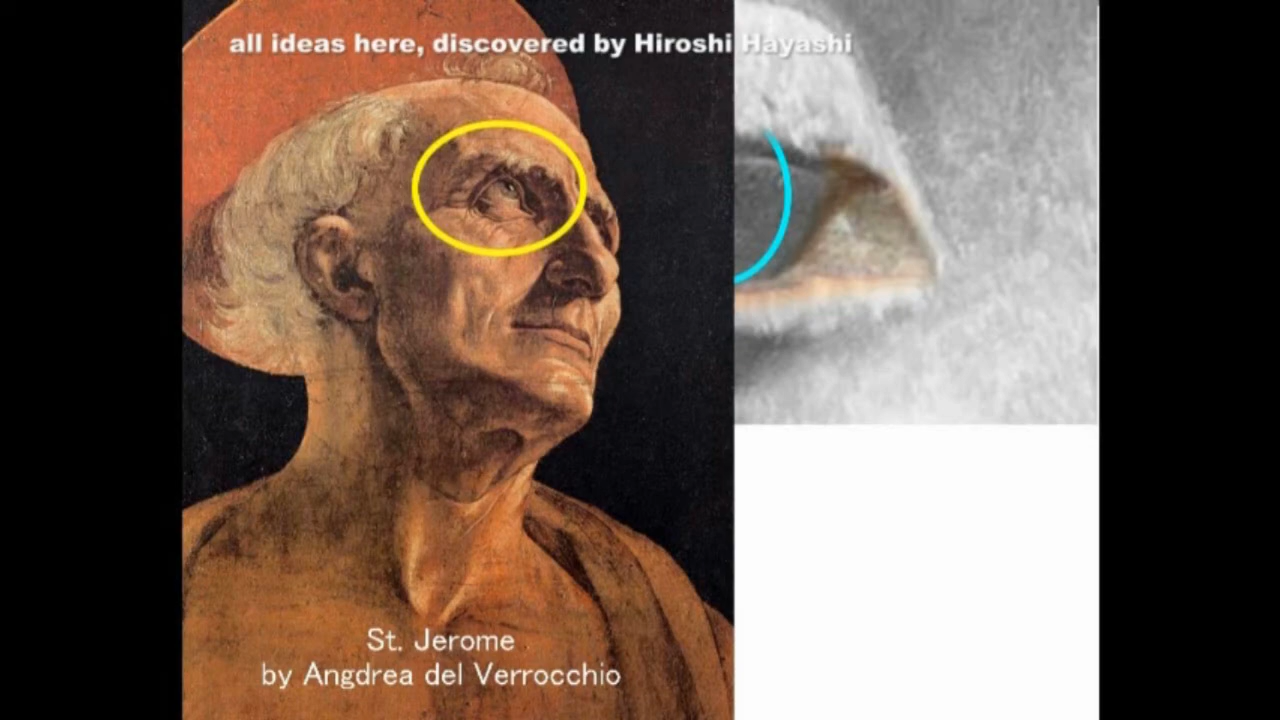 all ideas here, discovered by Hiroshi Hayashi
St. Jerome
by Angdrea del Verrocchio